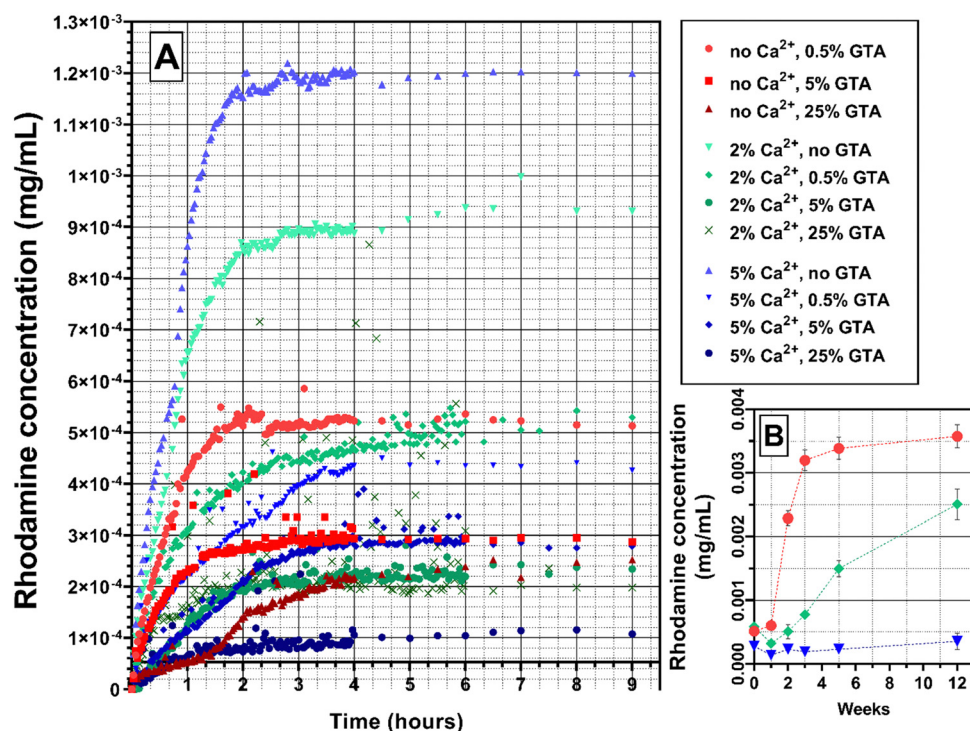 A
Rhodamine concentration (mg/mL)
1.3×10⁻³
1.2×10⁻³
1.1×10⁻³
1×10⁻³
9×10⁻⁴
8×10⁻⁴
7×10⁻⁴
6×10⁻⁴
5×10⁻⁴
4×10⁻⁴
3×10⁻⁴
2×10⁻⁴
1×10⁻⁴
0
0 1 2 3 4 5 6 7 8 9
Time (hours)
no Ca²⁺, 0.5% GTA
no Ca²⁺, 5% GTA
no Ca²⁺, 25% GTA
2% Ca²⁺, no GTA
2% Ca²⁺, 0.5% GTA
2% Ca²⁺, 5% GTA
2% Ca²⁺, 25% GTA
5% Ca²⁺, no GTA
5% Ca²⁺, 0.5% GTA
5% Ca²⁺, 5% GTA
5% Ca²⁺, 25% GTA
B
Rhodamine concentration
(mg/mL)
0.004
0.003
0.002
0.001
0.000
0 2 4 6 8 10 12
Weeks